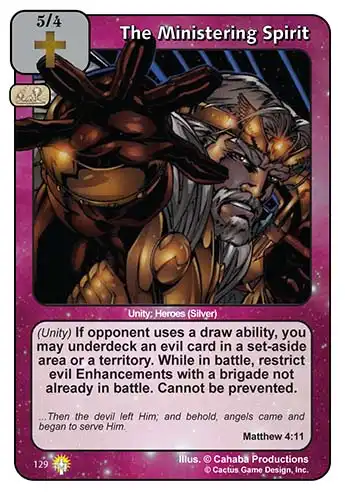 5/4
The Ministering Spirit
Unity: Heroes (Silver)
(Unity) If opponent uses a draw ability, you
may underdeck an evil card in a set-aside
area or a territory. While in battle, restrict
evil Enhancements with a brigade not
already in battle. Cannot be prevented.
...Then the devil left Him; and behold, angels came and
began to serve Him.
Matthew 4:11
129
Illus. © Cahaba Productions
© Cactus Game Design, Inc.